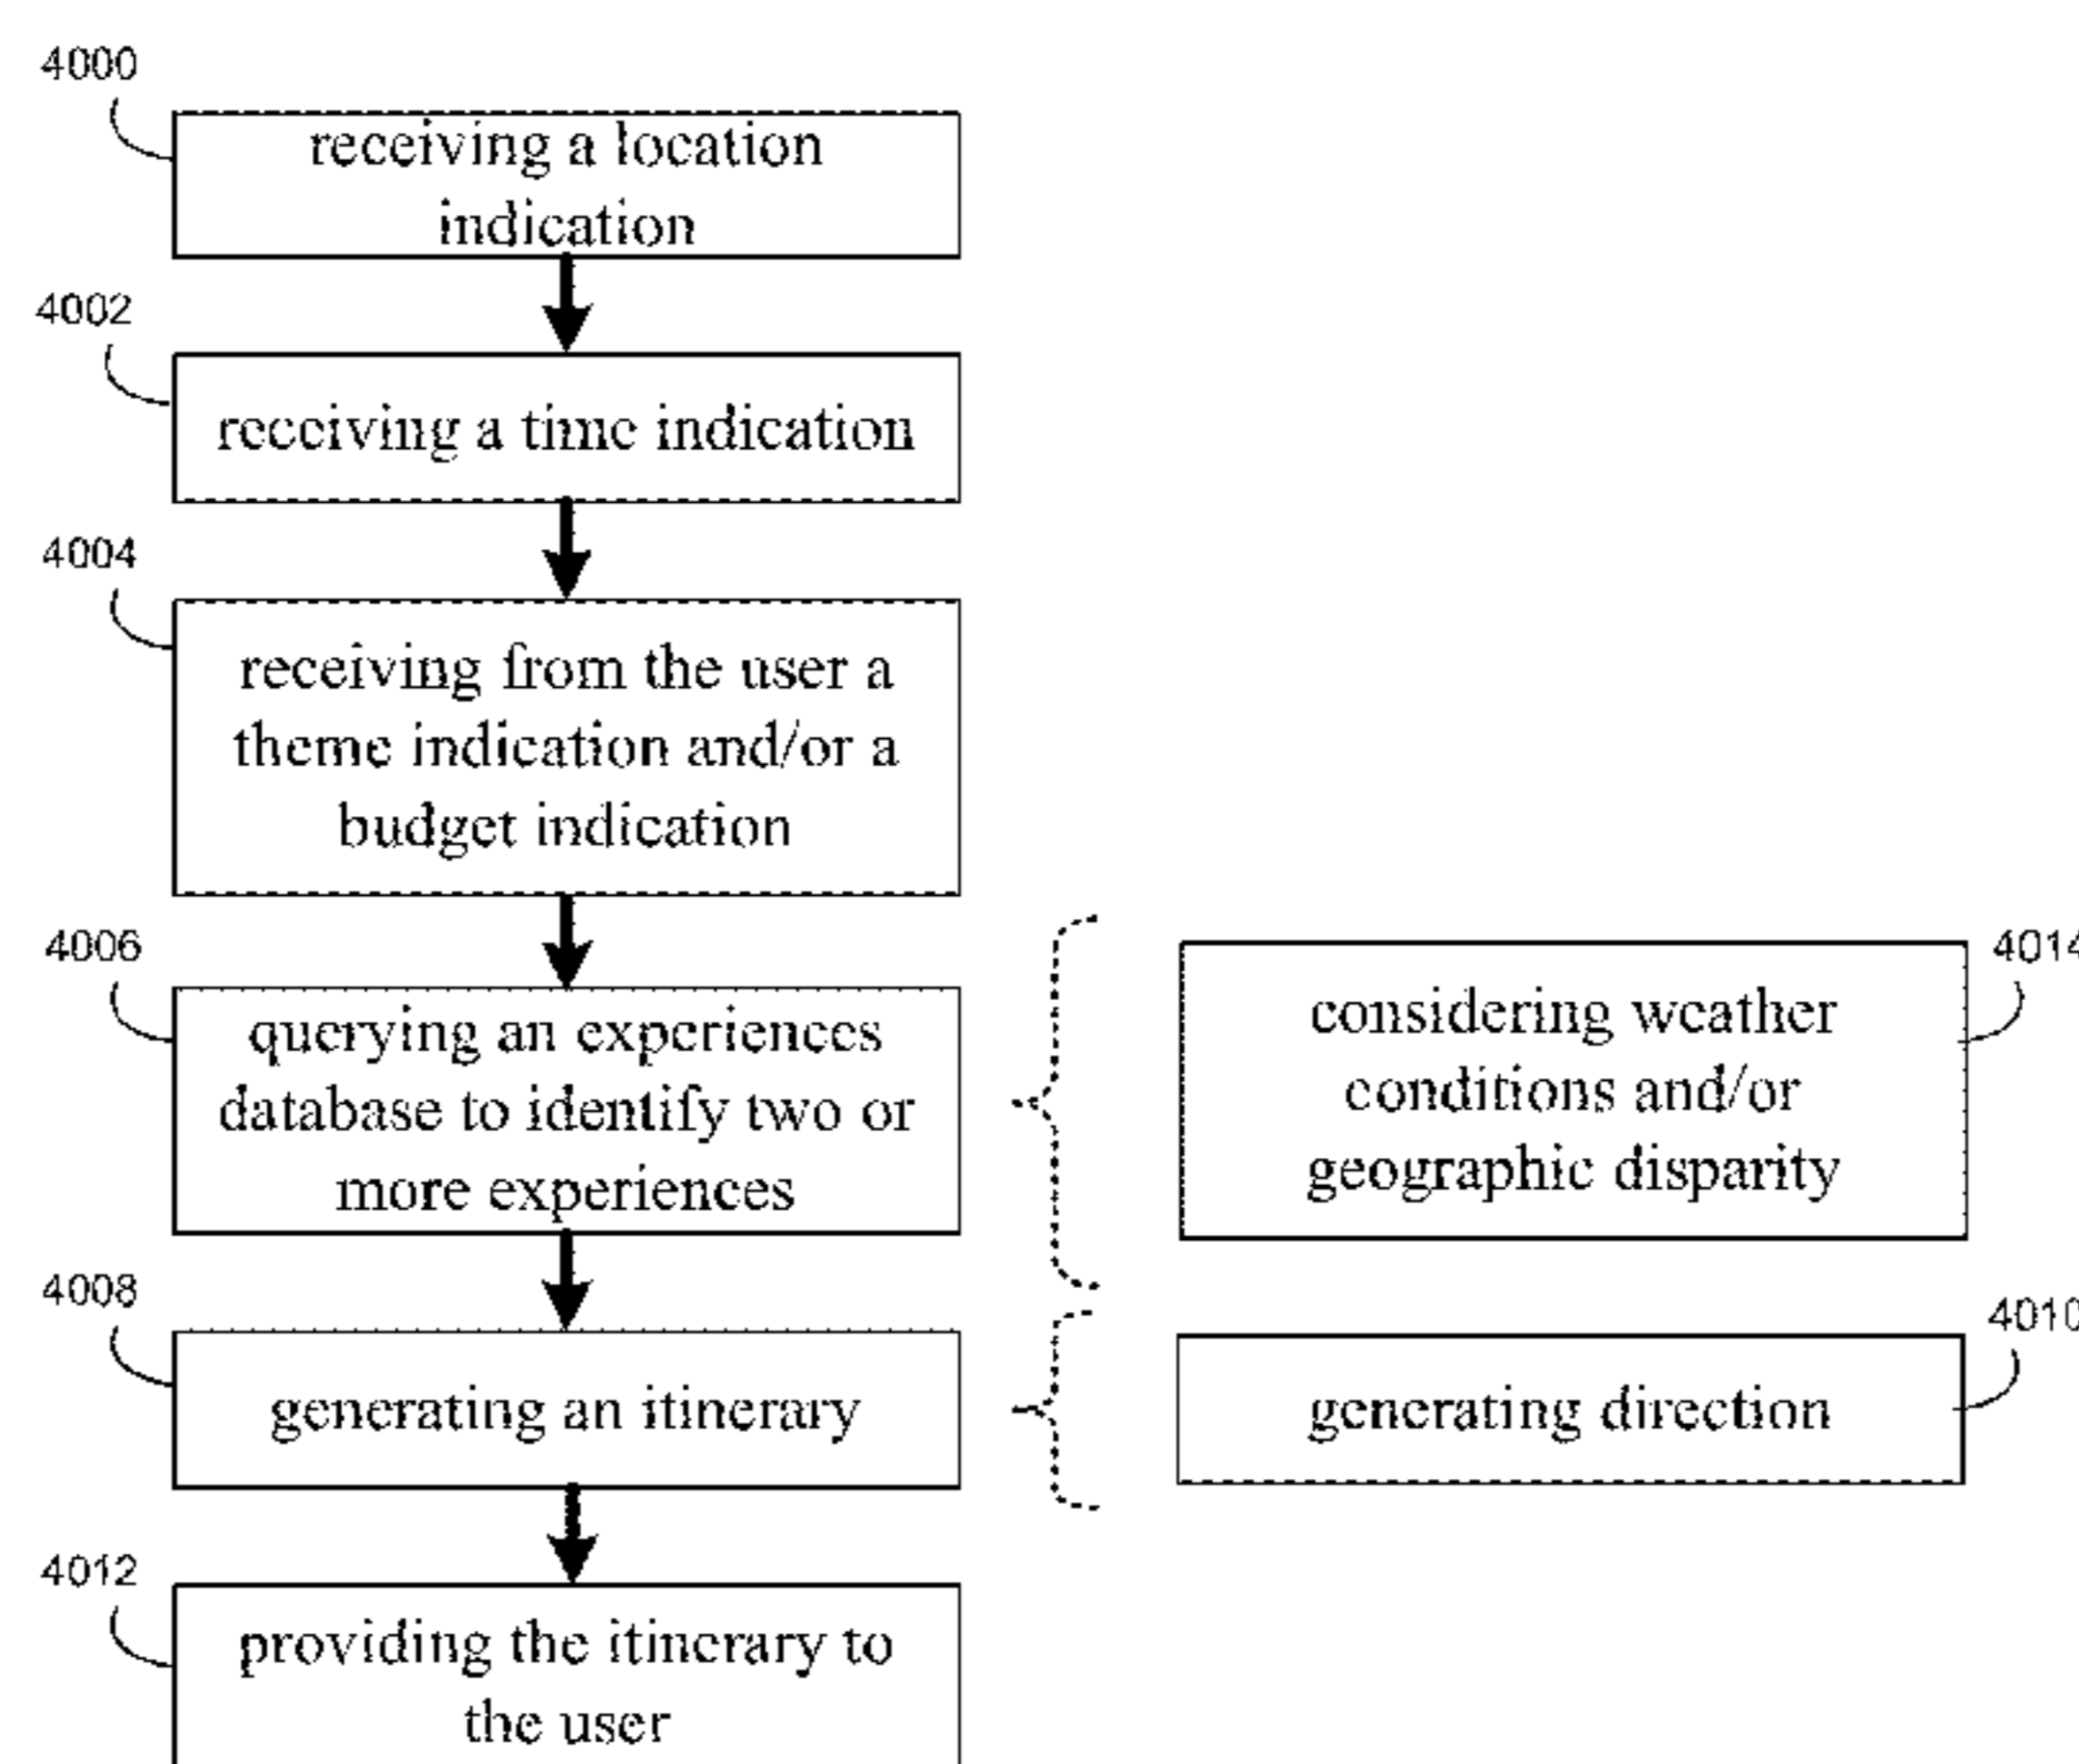 4000
receiving a location
indication
4002
receiving a time indication
4004
receiving from the user a
theme indication and/or a
budget indication
4006
querying an experiences
database to identify two or
more experiences
4014
considering weather
conditions and/or
geographic disparity
4008
generating an itinerary
4010
generating direction
4012
providing the itinerary to
the user